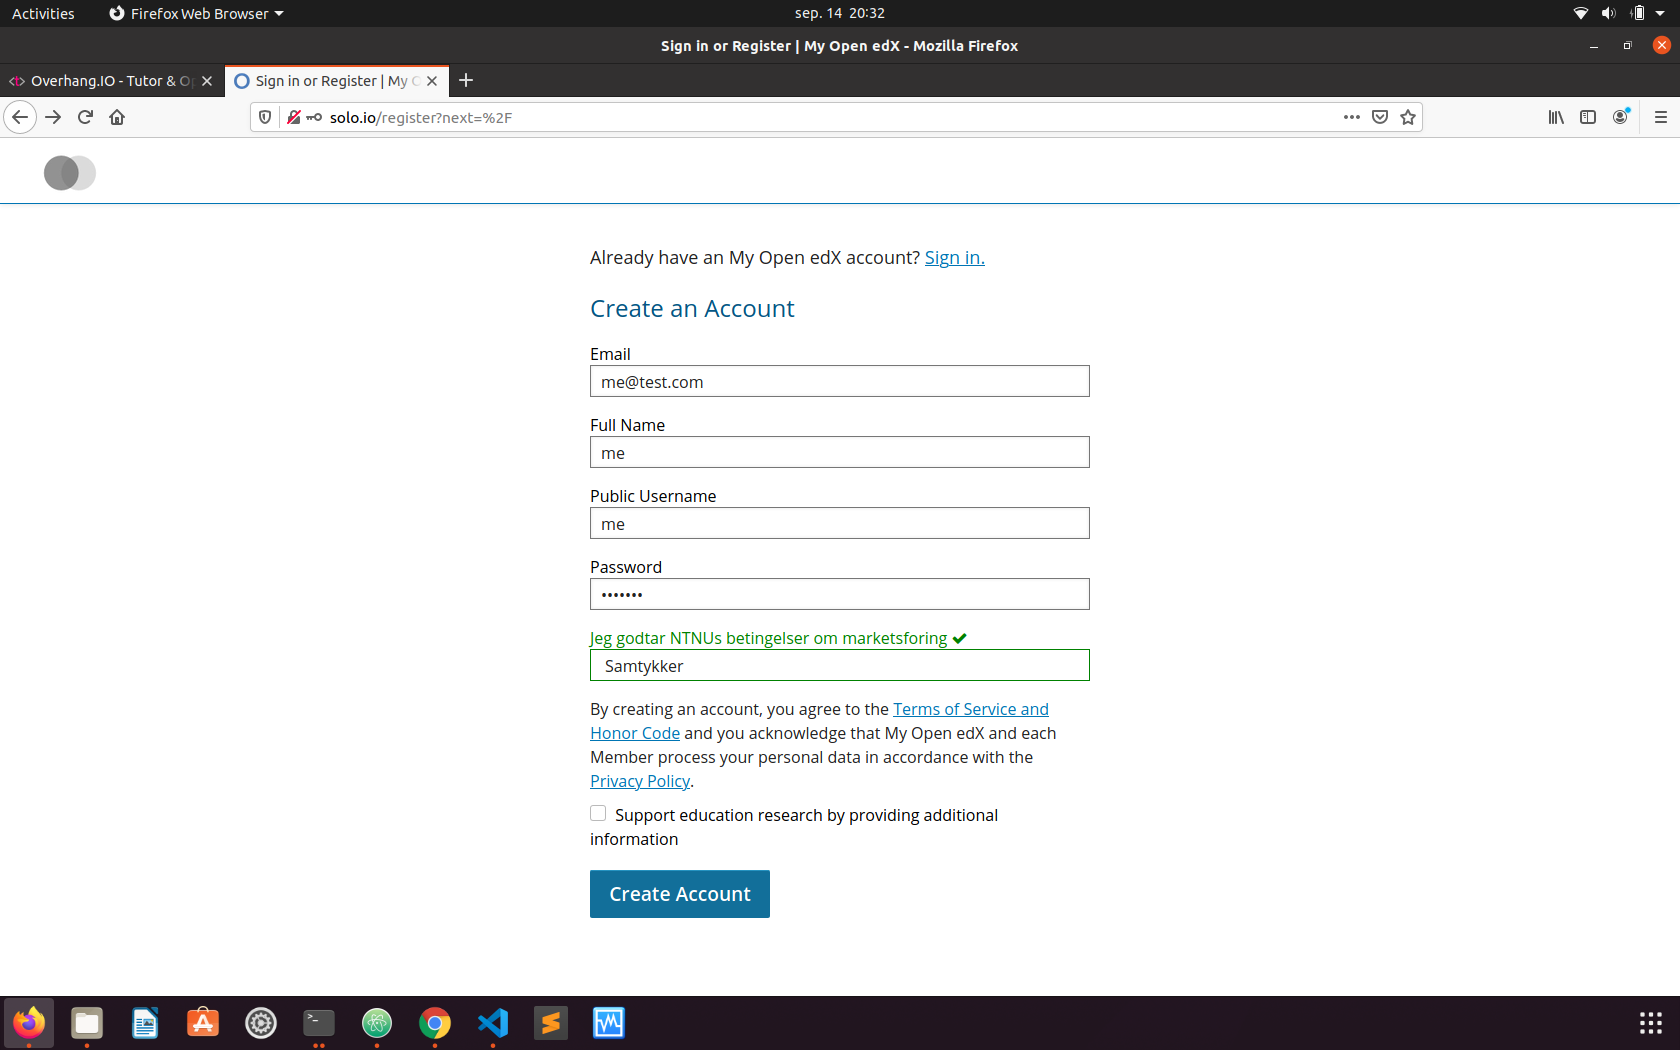 Activities
Firefox Web Browser
sep. 14 20:32
Sign in or Register | My Open edX - Mozilla Firefox
Overhang.IO - Tutor & Op
Sign in or Register | My O
solo.io/register?next=%2F
Already have an My Open edX account? Sign in.
Create an Account
Email
me@test.com
Full Name
me
Public Username
me
Password
•••••••
Jeg godtar NTNUs betingelser om marketsforing
Samtykker
By creating an account, you agree to the Terms of Service and
Honor Code and you acknowledge that My Open edX and each
Member process your personal data in accordance with the
Privacy Policy.
Support education research by providing additional
information
Create Account